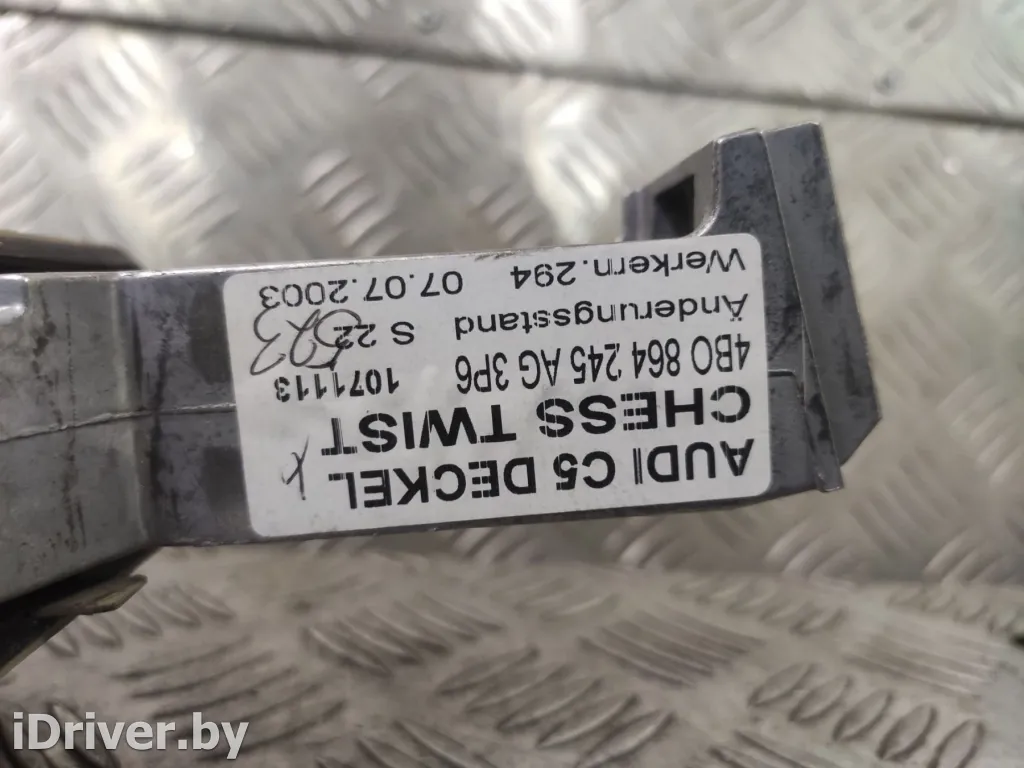 AUDI C5 DECKEL
CHESS TWIST
4B0 864 245 AG 3P6 1071113
Änderungsstand S 22
Werkern.294 07.07.2003
iDriver.by